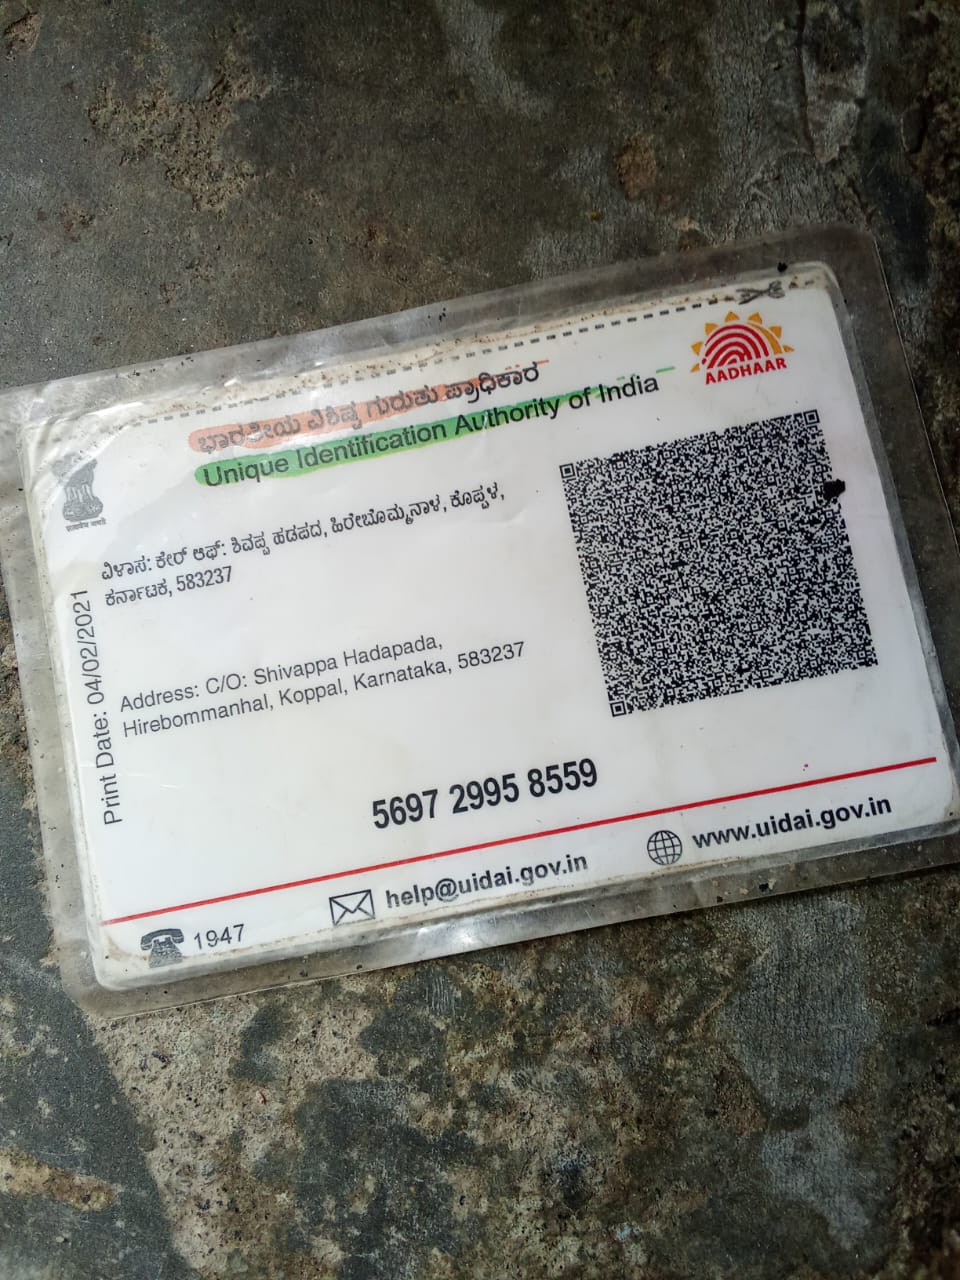 AADHAAR
ಭಾರತೀಯ ವಿಶಿಷ್ಟ ಗುರುತು ಪ್ರಾಧಿಕಾರ
Unique Identification Authority of India
ವಿಳಾಸ: ಕೇರ್ ಆಫ್: ಶಿವಪ್ಪ ಹಡಪದ, ಹಿರೇಬೊಮ್ಮನಾಳ, ಕೊಪ್ಪಳ,
ಕರ್ನಾಟಕ, 583237
Print Date: 04/02/2021
Address: C/O: Shivappa Hadapada,
Hirebommanhal, Koppal, Karnataka, 583237
5697 2995 8559
1947
help@uidai.gov.in
www.uidai.gov.in